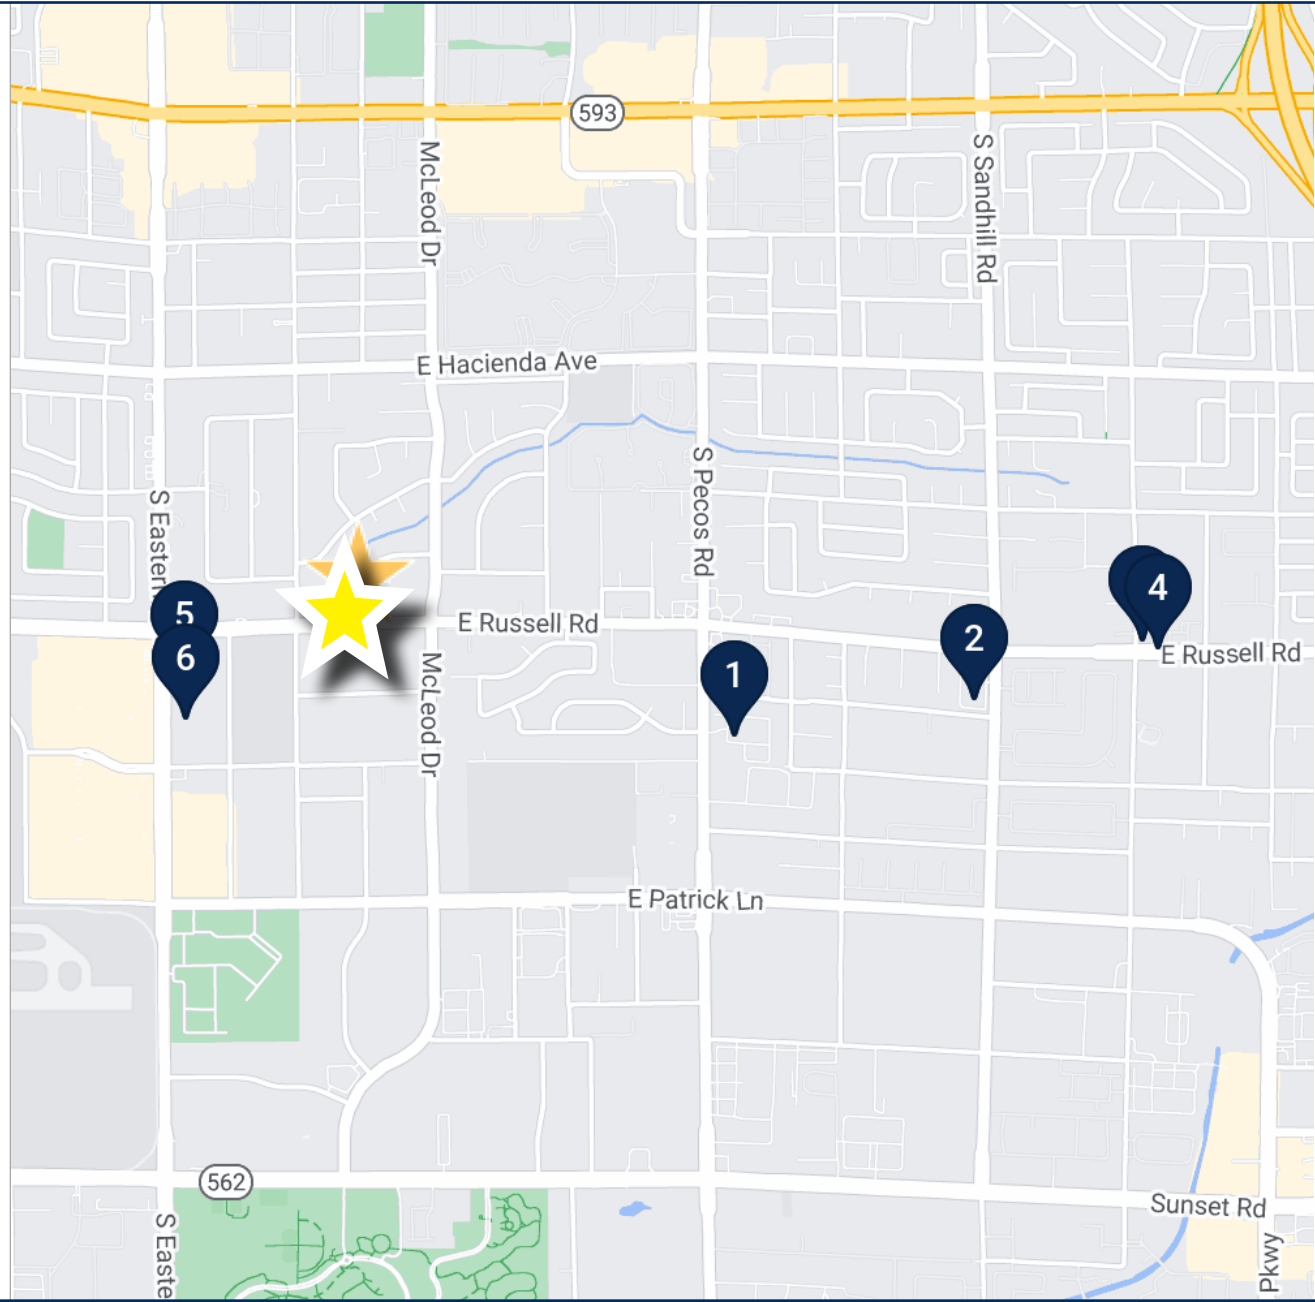 593
McLeod Dr
S Sandhill Rd
E Hacienda Ave
S Pecos Rd
S Eastern
5
6
E Russell Rd
1
2
4
E Russell Rd
McLeod Dr
E Patrick Ln
562
Sunset Rd
S Easte
Pkwy